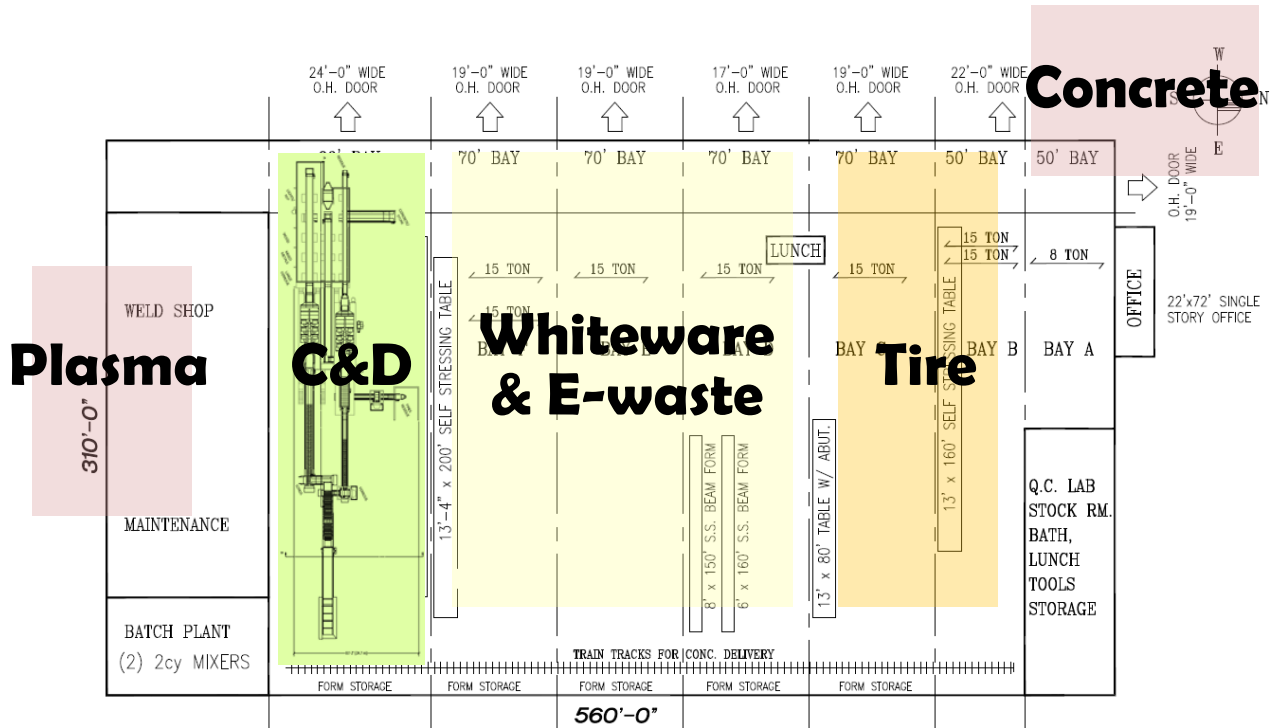 W
S
N
E
Concrete
24'-0" WIDE
O.H. DOOR
19'-0" WIDE
O.H. DOOR
19'-0" WIDE
O.H. DOOR
17'-0" WIDE
O.H. DOOR
19'-0" WIDE
O.H. DOOR
22'-0" WIDE
O.H. DOOR
70' BAY
70' BAY
70' BAY
70' BAY
50' BAY
50' BAY
O.H. DOOR
19'-0" WIDE
LUNCH
15 TON
15 TON
15 TON
15 TON
15 TON
15 TON
15 TON
8 TON
OFFICE
22'x72' SINGLE
STORY OFFICE
WELD SHOP
Plasma
C&D
Whiteware
& E-waste
Tire
BAY B
BAY A
310'-0"
13'-4" x 200' SELF STRESSING TABLE
8' x 150' S.S. BEAM FORM
6' x 160' S.S. BEAM FORM
13' x 80' TABLE W/ ABUT.
13' x 160' SELF STRESSING TABLE
MAINTENANCE
Q.C. LAB
STOCK RM.
BATH,
LUNCH
TOOLS
STORAGE
BATCH PLANT
(2) 2cy MIXERS
TRAIN TRACKS FOR CONC. DELIVERY
FORM STORAGE
FORM STORAGE
FORM STORAGE
FORM STORAGE
FORM STORAGE
560'-0"